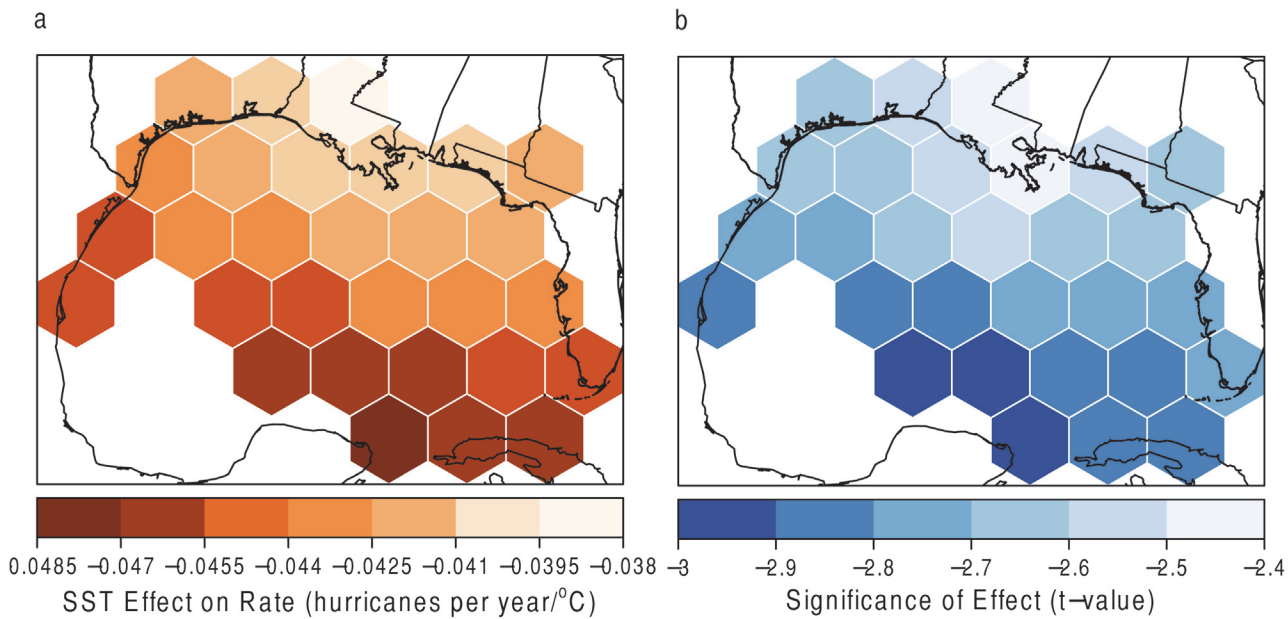 a
b
0.0485 −0.047 −0.0455 −0.044 −0.0425 −0.041 −0.0395 −0.038
SST Effect on Rate (hurricanes per year/°C)
−3 −2.9 −2.8 −2.7 −2.6 −2.5 −2.4
Significance of Effect (t−value)